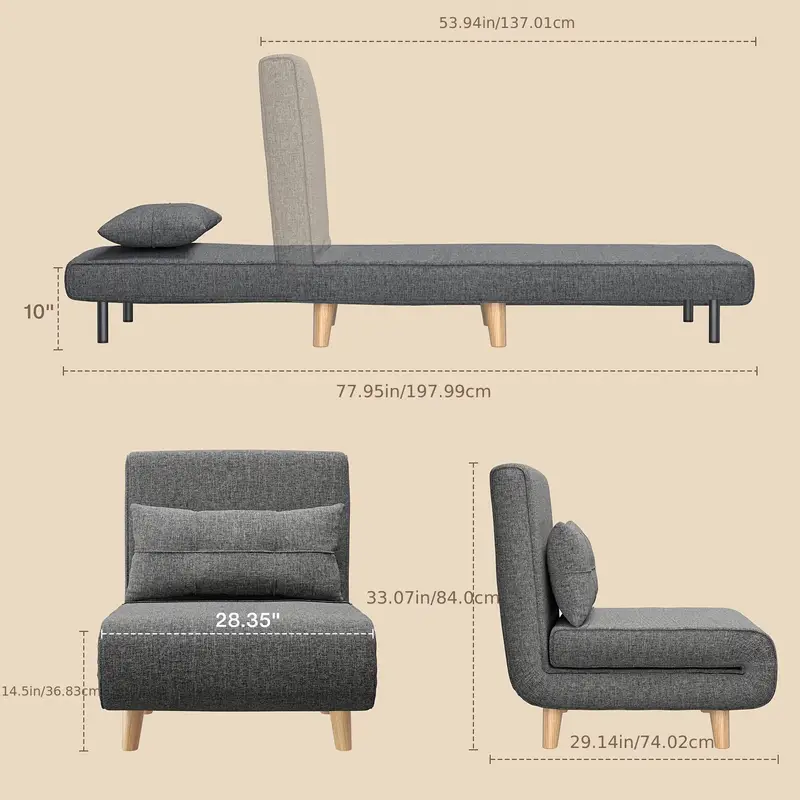 53.94in/137.01cm
10"
77.95in/197.99cm
28.35"
33.07in/84.0cm
14.5in/36.83cm
29.14in/74.02cm